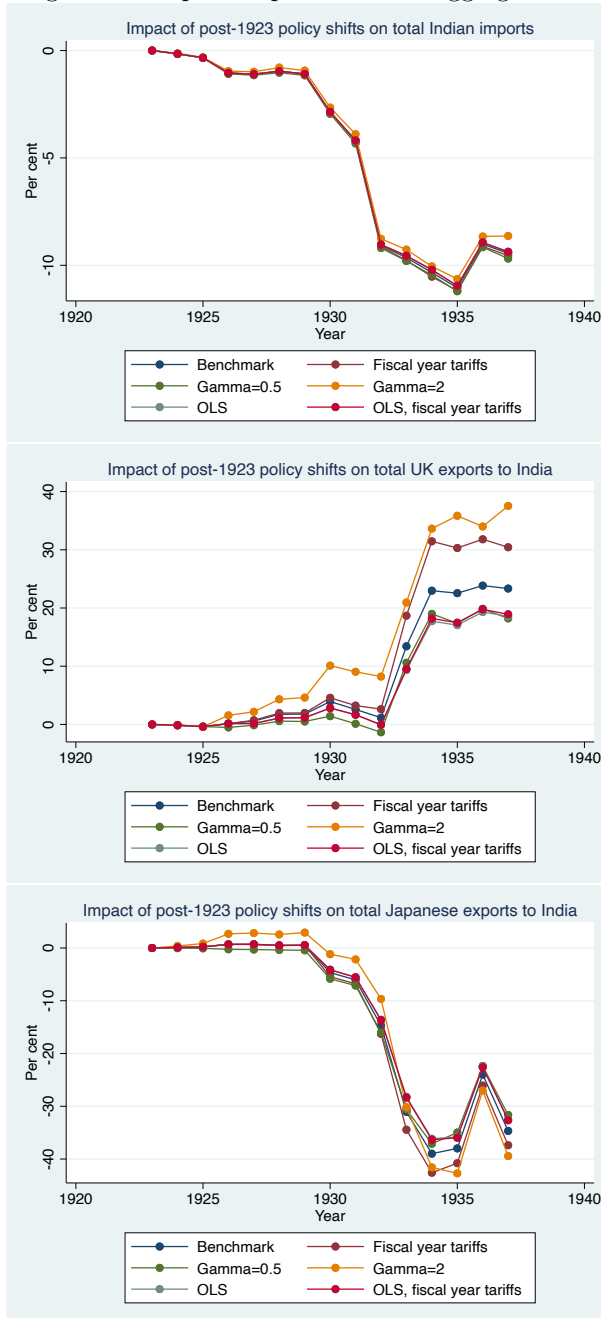 Impact of post-1923 policy shifts on total Indian imports
0
-5
-10
Per cent
1920 1925 1930 1935 1940
Year
Benchmark Fiscal year tariffs
Gamma=0.5 Gamma=2
OLS OLS, fiscal year tariffs
Impact of post-1923 policy shifts on total UK exports to India
40
30
20
10
0
Per cent
1920 1925 1930 1935 1940
Year
Benchmark Fiscal year tariffs
Gamma=0.5 Gamma=2
OLS OLS, fiscal year tariffs
Impact of post-1923 policy shifts on total Japanese exports to India
0
-10
-20
-30
-40
Per cent
1920 1925 1930 1935 1940
Year
Benchmark Fiscal year tariffs
Gamma=0.5 Gamma=2
OLS OLS, fiscal year tariffs